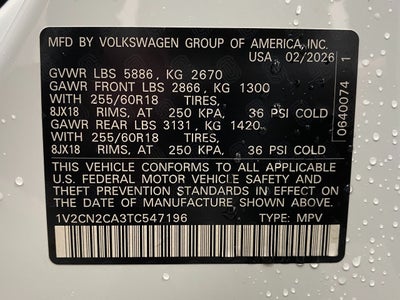 MFD BY VOLKSWAGEN GROUP OF AMERICA, INC.
USA, 02/2026
GVWR LBS 5886, KG 2670
GAWR FRONT LBS 2866, KG 1300
WITH 255/60R18 TIRES,
8JX18 RIMS, AT 250 KPA, 36 PSI COLD
GAWR REAR LBS 3131, KG 1420
WITH 255/60R18 TIRES,
8JX18 RIMS, AT 250 KPA, 36 PSI COLD
THIS VEHICLE CONFORMS TO ALL APPLICABLE
U.S. FEDERAL MOTOR VEHICLE SAFETY AND
THEFT PREVENTION STANDARDS IN EFFECT ON
THE DATE OF MANUFACTURE SHOWN ABOVE.
1V2CN2CA3TC547196 TYPE: MPV
0640074 1